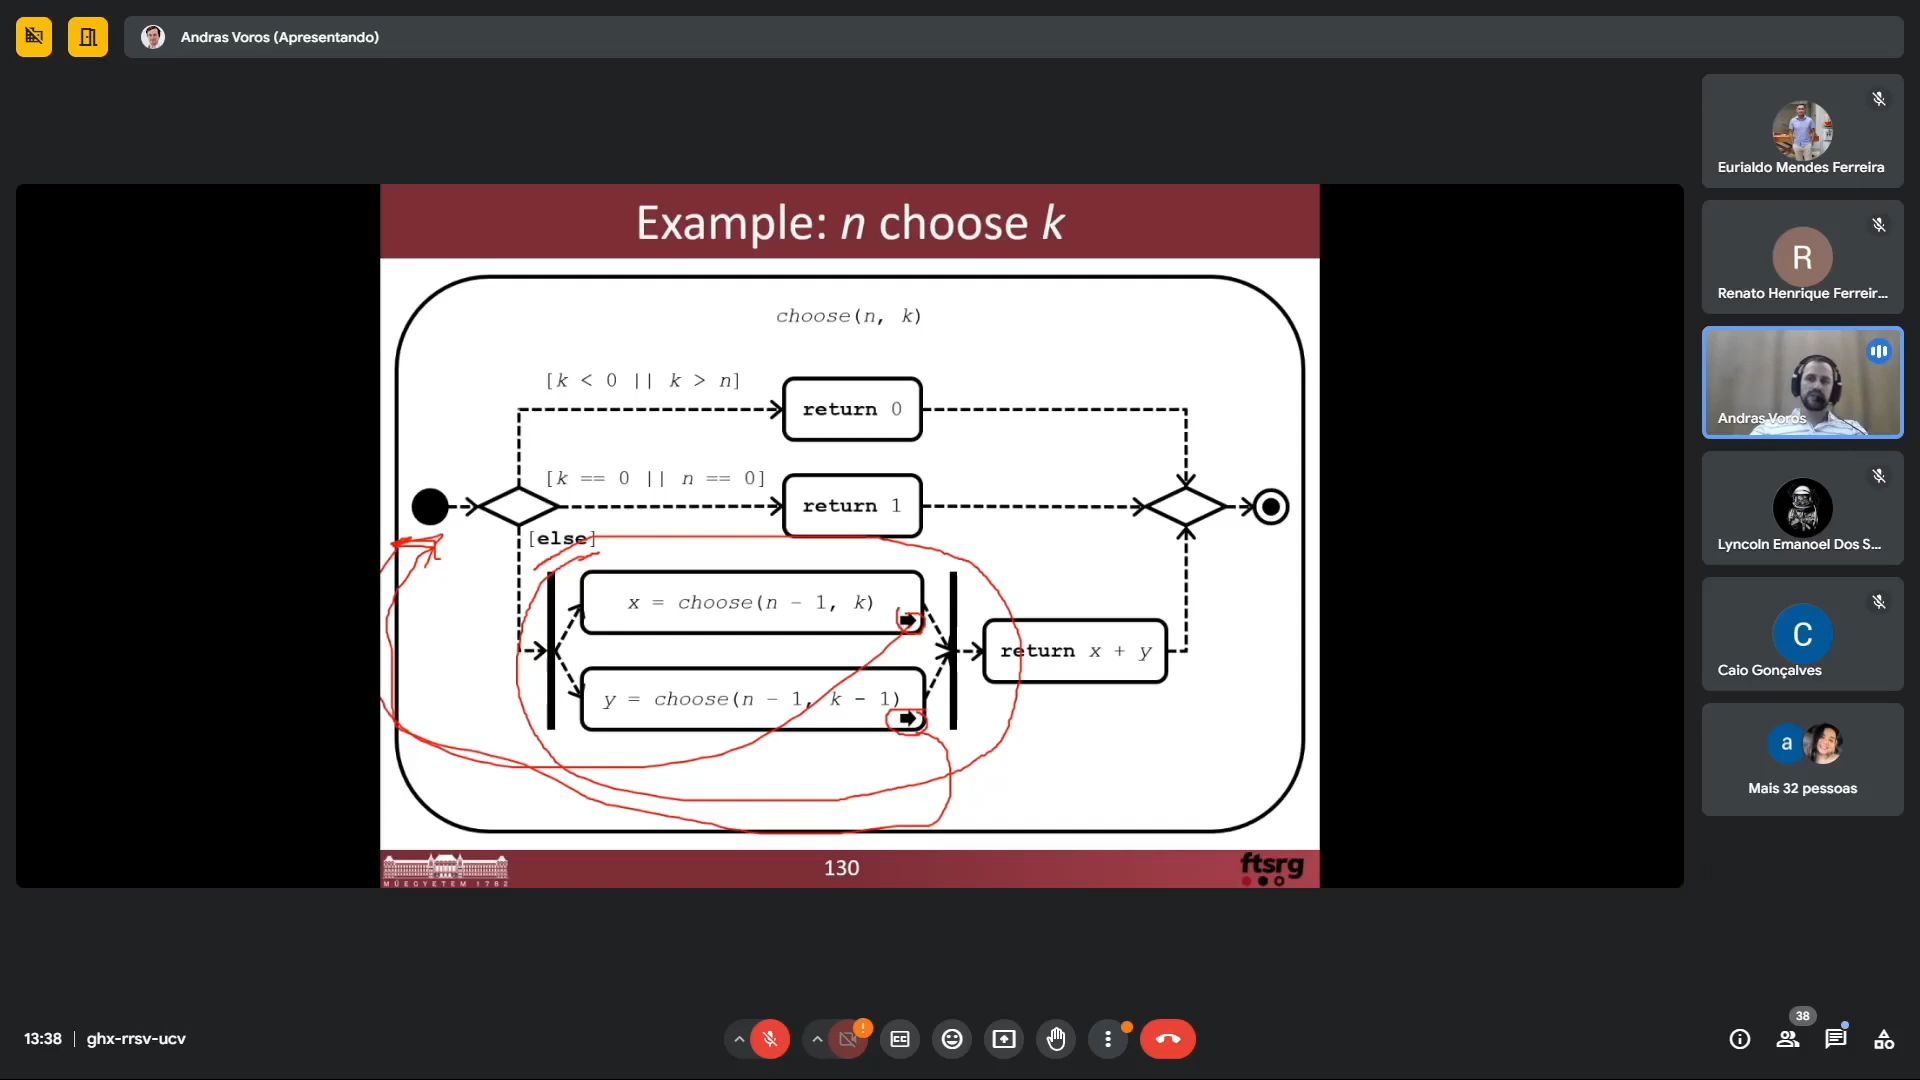 Andras Voros (Apresentando)
Example: n choose k
choose(n, k)
[k < 0 || k > n]
return 0
[k == 0 || n == 0]
return 1
[else]
x = choose(n - 1, k)
return x + y
y = choose(n - 1, k - 1)
MŰEGYETEM 1782
130
ftsrg
Eurialdo Mendes Ferreira
R
Renato Henrique Ferreir...
Andras Voros
Lyncoln Emanoel Dos S...
C
Caio Gonçalves
a
Mais 32 pessoas
13:38 | ghx-rrsv-ucv
!
CC
38